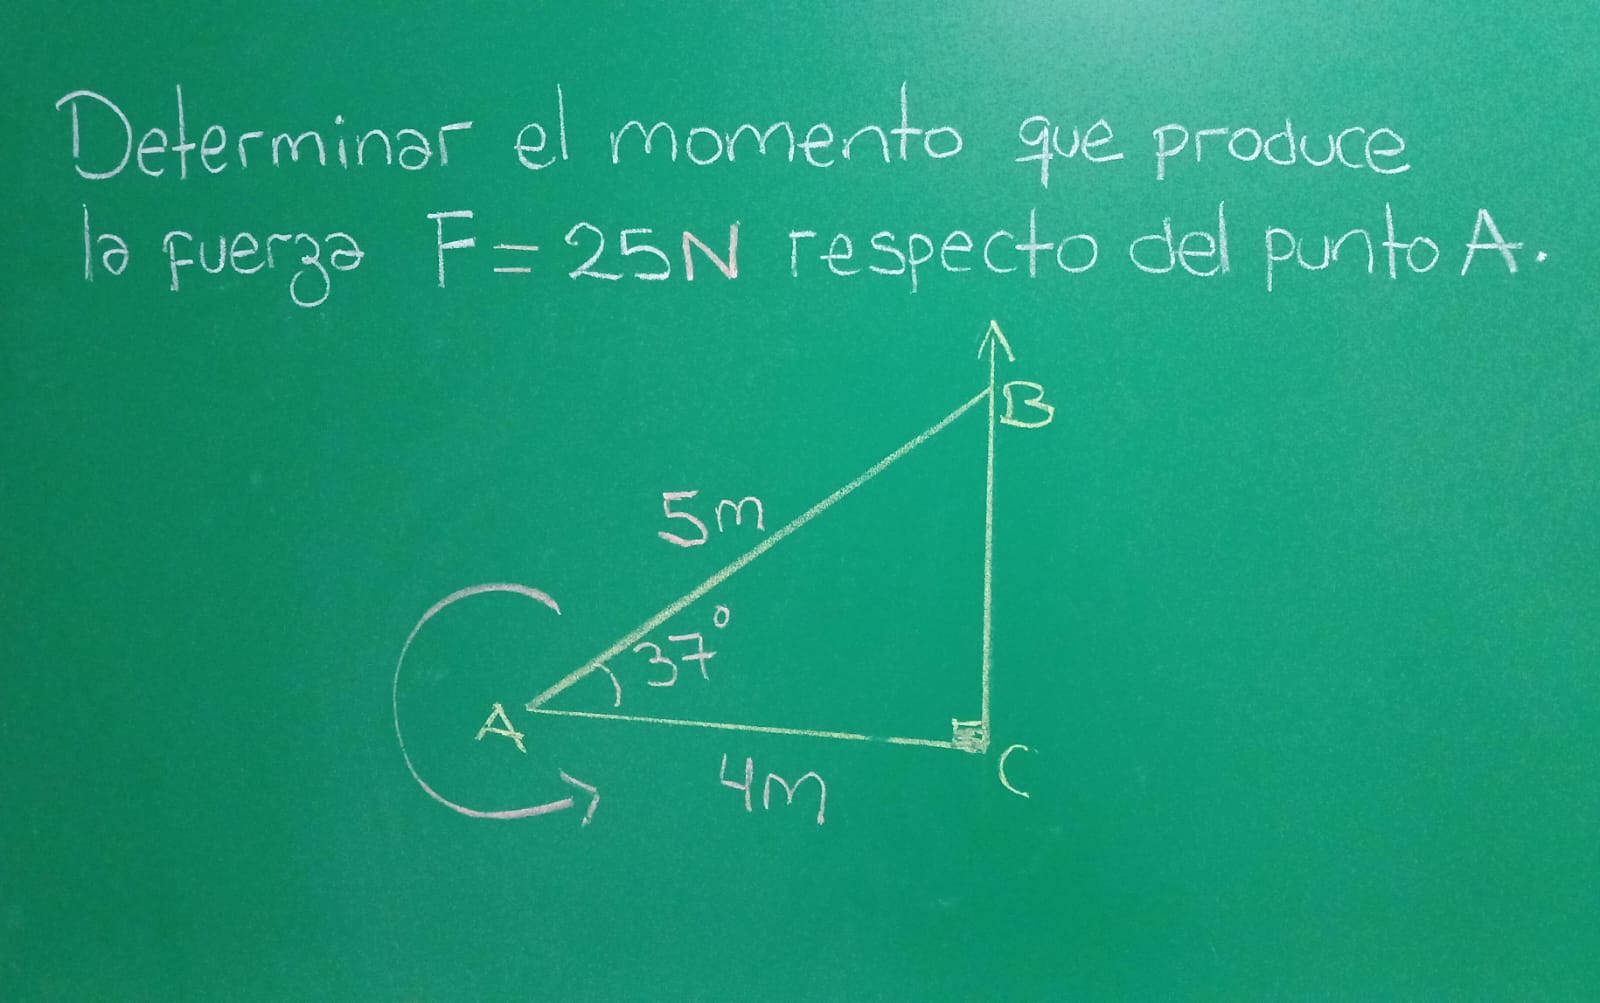 Determinar el momento que produce
la fuerza F = 25N respecto del punto A.
B
5m
37°
A
4m
C